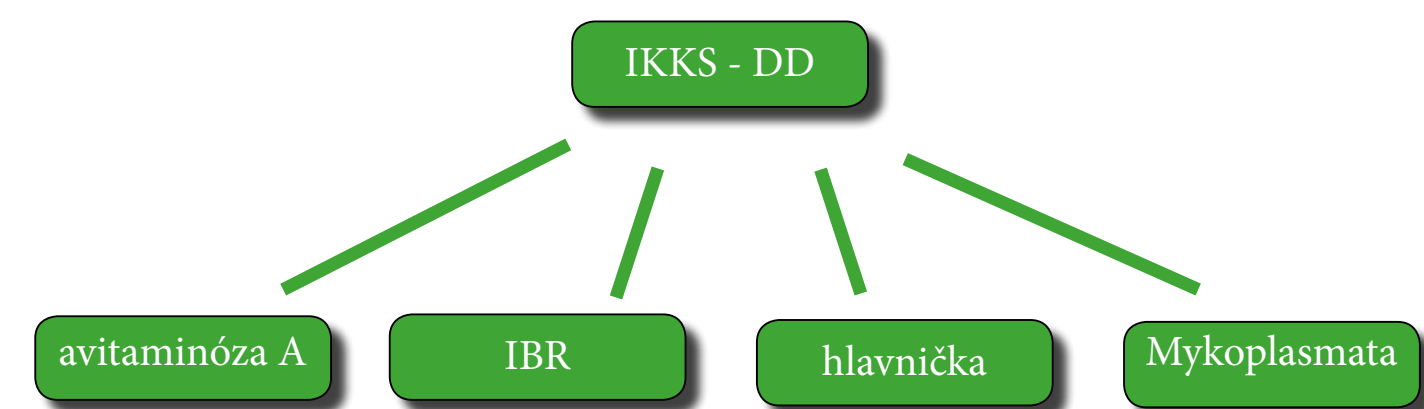 IKKS - DD
avitaminóza A
IBR
hlavnička
Mykoplasmata